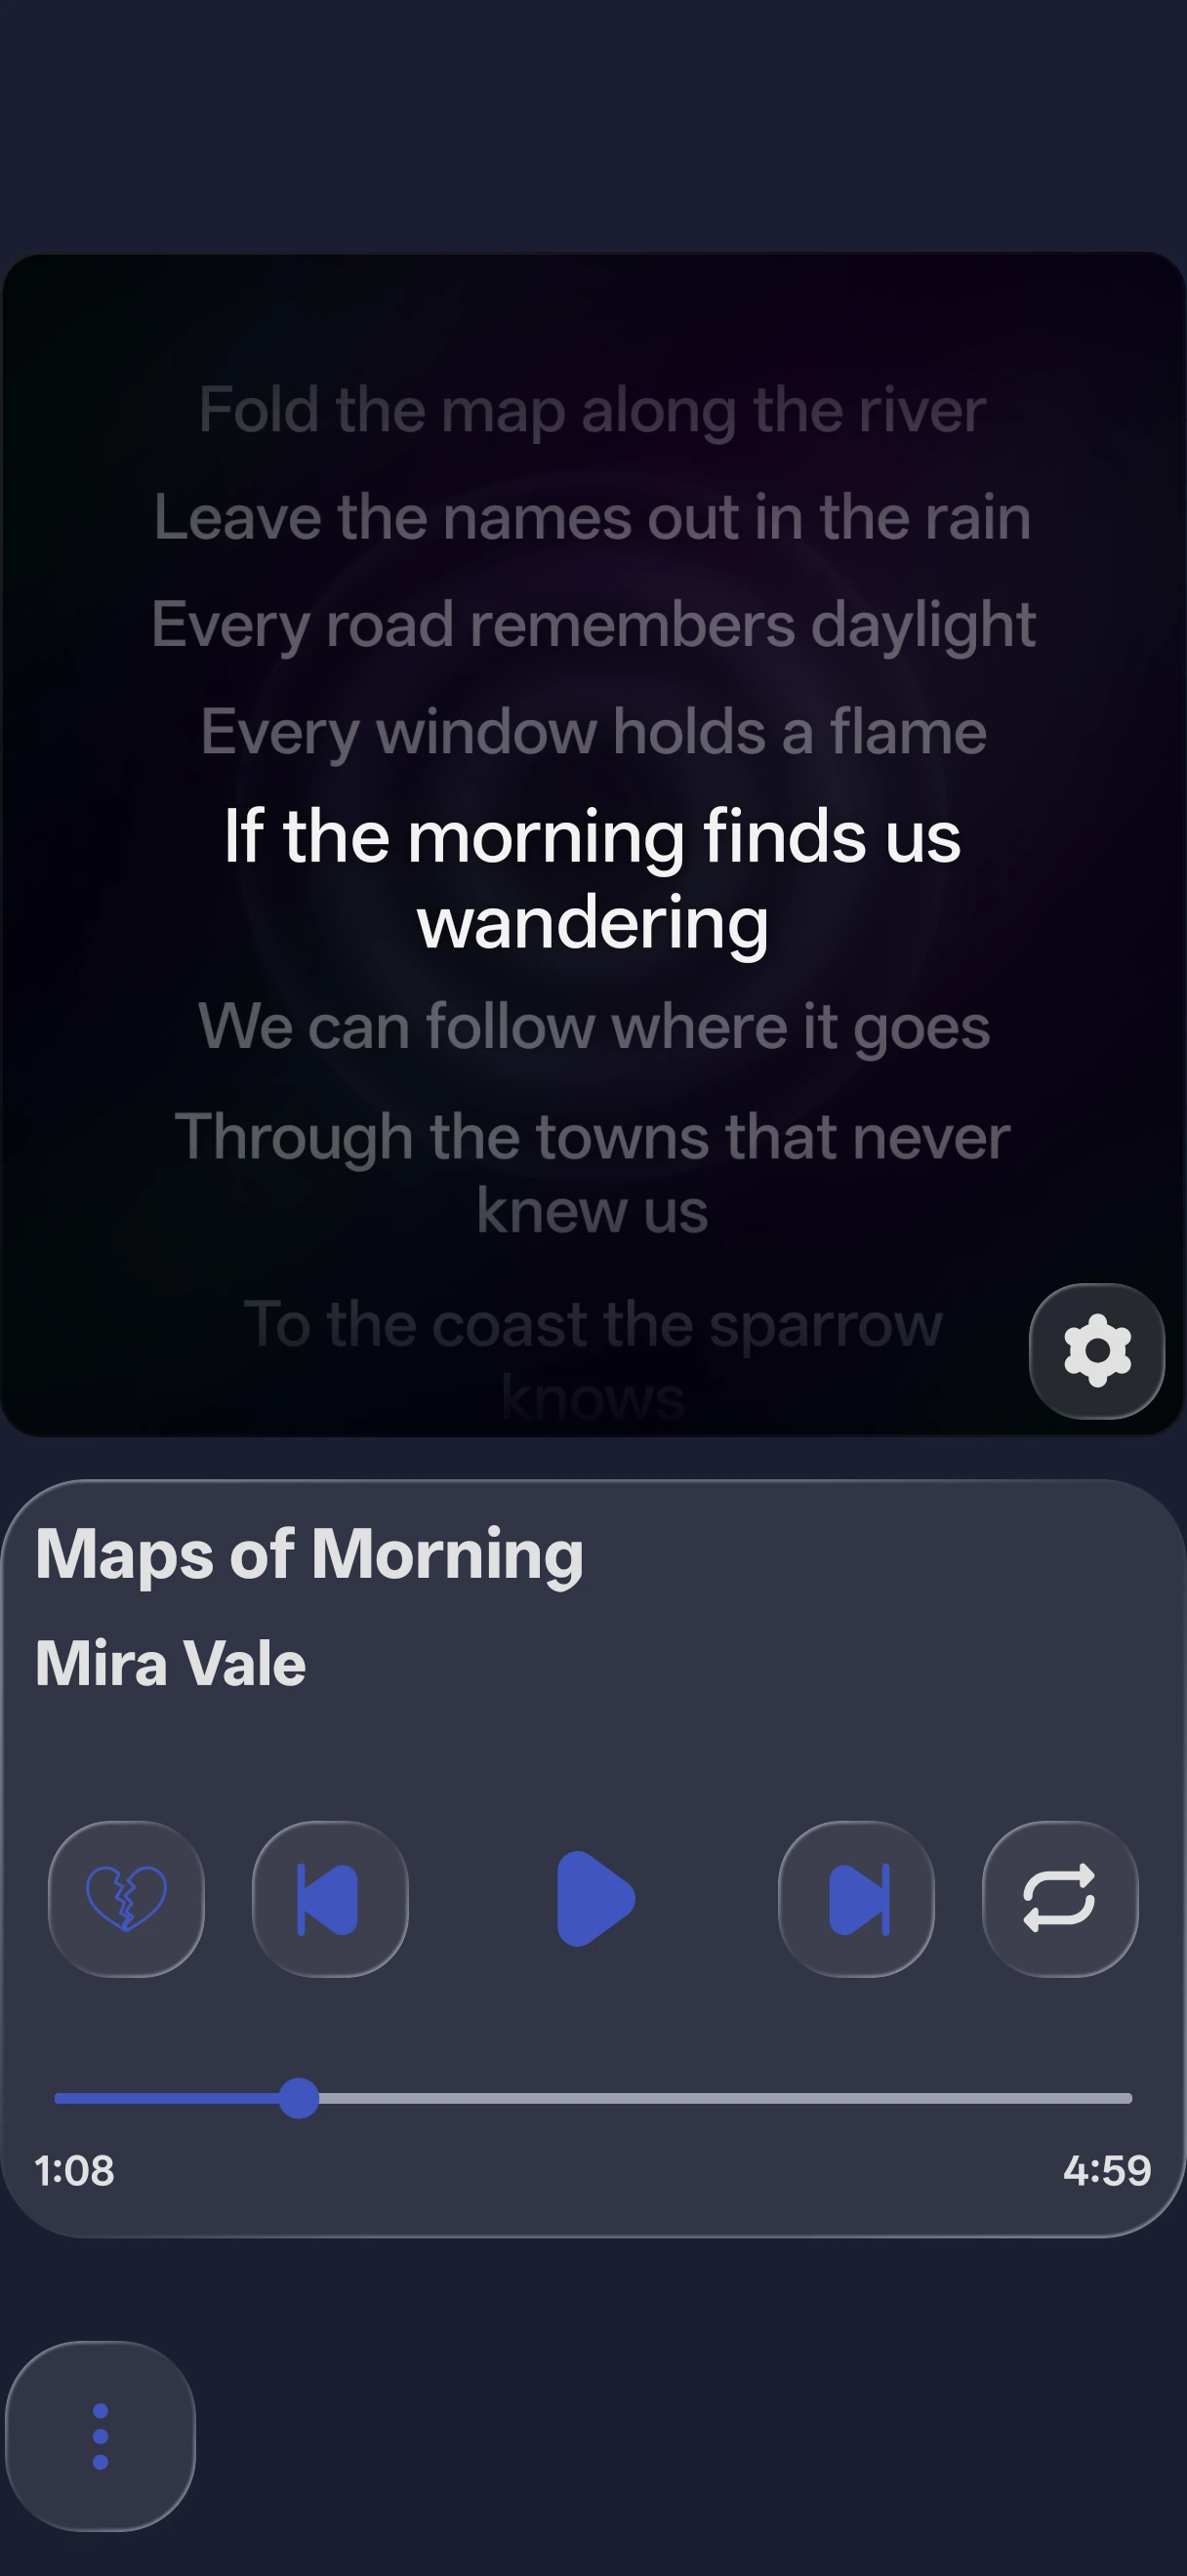 Fold the map along the river
Leave the names out in the rain
Every road remembers daylight
Every window holds a flame
If the morning finds us
wandering
We can follow where it goes
Through the towns that never
knew us
To the coast the sparrow
knows
Maps of Morning
Mira Vale
1:08
4:59